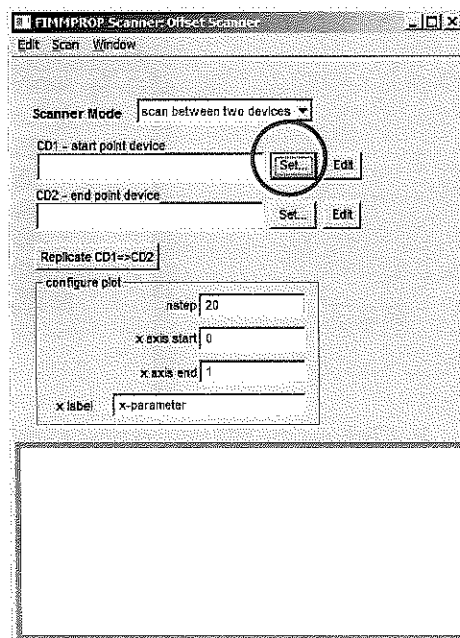 FIMMPROP Scanner: Offset Scanner
Edit Scan Window
Scanner Mode scan between two devices
CD1 - start point device
Set... Edit
CD2 - end point device
Set... Edit
Replicate CD1=>CD2
configure plot
nstep 20
x axis start 0
x axis end 1
x label x-parameter